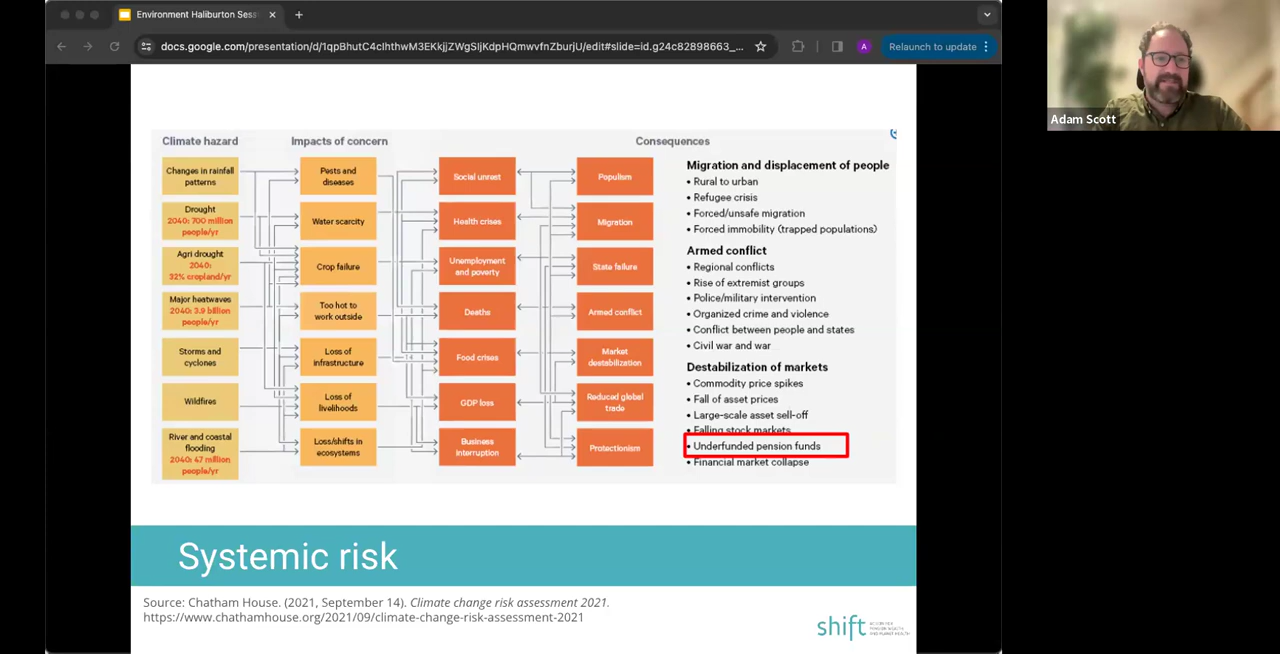 Environment Haliburton Sess
docs.google.com/presentation/d/1qpBhutC4cIhthwM3EKkjjZWgSljKdpHQmwvfnZburjU/edit#slide=id.g24c82898663_...
A
Relaunch to update
Adam Scott
Climate hazard
Impacts of concern
Consequences
Changes in rainfall
patterns
Drought
2040: 700 million
people/yr
Agri drought
2040:
32% cropland/yr
Major heatwaves
2040: 3.9 billion
people/yr
Storms and
cyclones
Wildfires
River and coastal
flooding
2040: 47 million
people/yr
Pests and
diseases
Water scarcity
Crop failure
Too hot to
work outside
Loss of
infrastructure
Loss of
livelihoods
Loss/shifts in
ecosystems
Social unrest
Health crises
Unemployment
and poverty
Deaths
Food crises
GDP loss
Business
interruption
Populism
Migration
State failure
Armed conflict
Market
destabilization
Reduced global
trade
Protectionism
Migration and displacement of people
• Rural to urban
• Refugee crisis
• Forced/unsafe migration
• Forced immobility (trapped populations)
Armed conflict
• Regional conflicts
• Rise of extremist groups
• Police/military intervention
• Organized crime and violence
• Conflict between people and states
• Civil war and war
Destabilization of markets
• Commodity price spikes
• Fall of asset prices
• Large-scale asset sell-off
• Falling stock markets
• Underfunded pension funds
• Financial market collapse
Systemic risk
Source: Chatham House. (2021, September 14). Climate change risk assessment 2021.
https://www.chathamhouse.org/2021/09/climate-change-risk-assessment-2021
shift